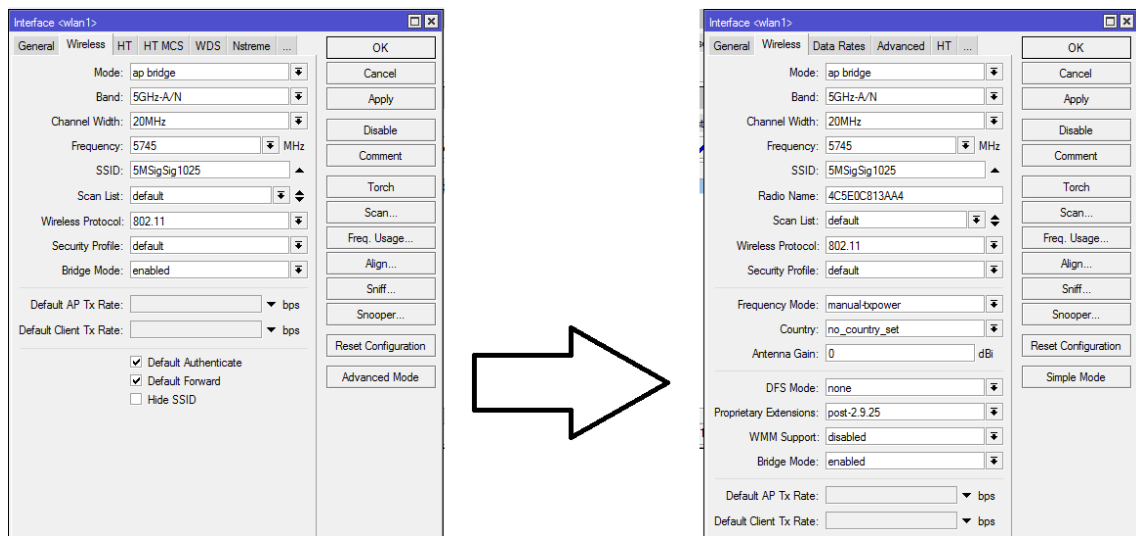 Interface <wlan1>
General Wireless HT HT MCS WDS Nstreme ...
Mode: ap bridge
Band: 5GHz-A/N
Channel Width: 20MHz
Frequency: 5745 MHz
SSID: 5MSigSig1025
Scan List: default
Wireless Protocol: 802.11
Security Profile: default
Bridge Mode: enabled
Default AP Tx Rate: bps
Default Client Tx Rate: bps
Default Authenticate
Default Forward
Hide SSID
OK
Cancel
Apply
Disable
Comment
Torch
Scan...
Freq. Usage...
Align...
Sniff...
Snooper...
Reset Configuration
Advanced Mode
Interface <wlan1>
General Wireless Data Rates Advanced HT ...
Mode: ap bridge
Band: 5GHz-A/N
Channel Width: 20MHz
Frequency: 5745 MHz
SSID: 5MSigSig1025
Radio Name: 4C5E0C813AA4
Scan List: default
Wireless Protocol: 802.11
Security Profile: default
Frequency Mode: manual-txpower
Country: no_country_set
Antenna Gain: 0 dBi
DFS Mode: none
Proprietary Extensions: post-2.9.25
WMM Support: disabled
Bridge Mode: enabled
Default AP Tx Rate: bps
Default Client Tx Rate: bps
OK
Cancel
Apply
Disable
Comment
Torch
Scan...
Freq. Usage...
Align...
Sniff...
Snooper...
Reset Configuration
Simple Mode